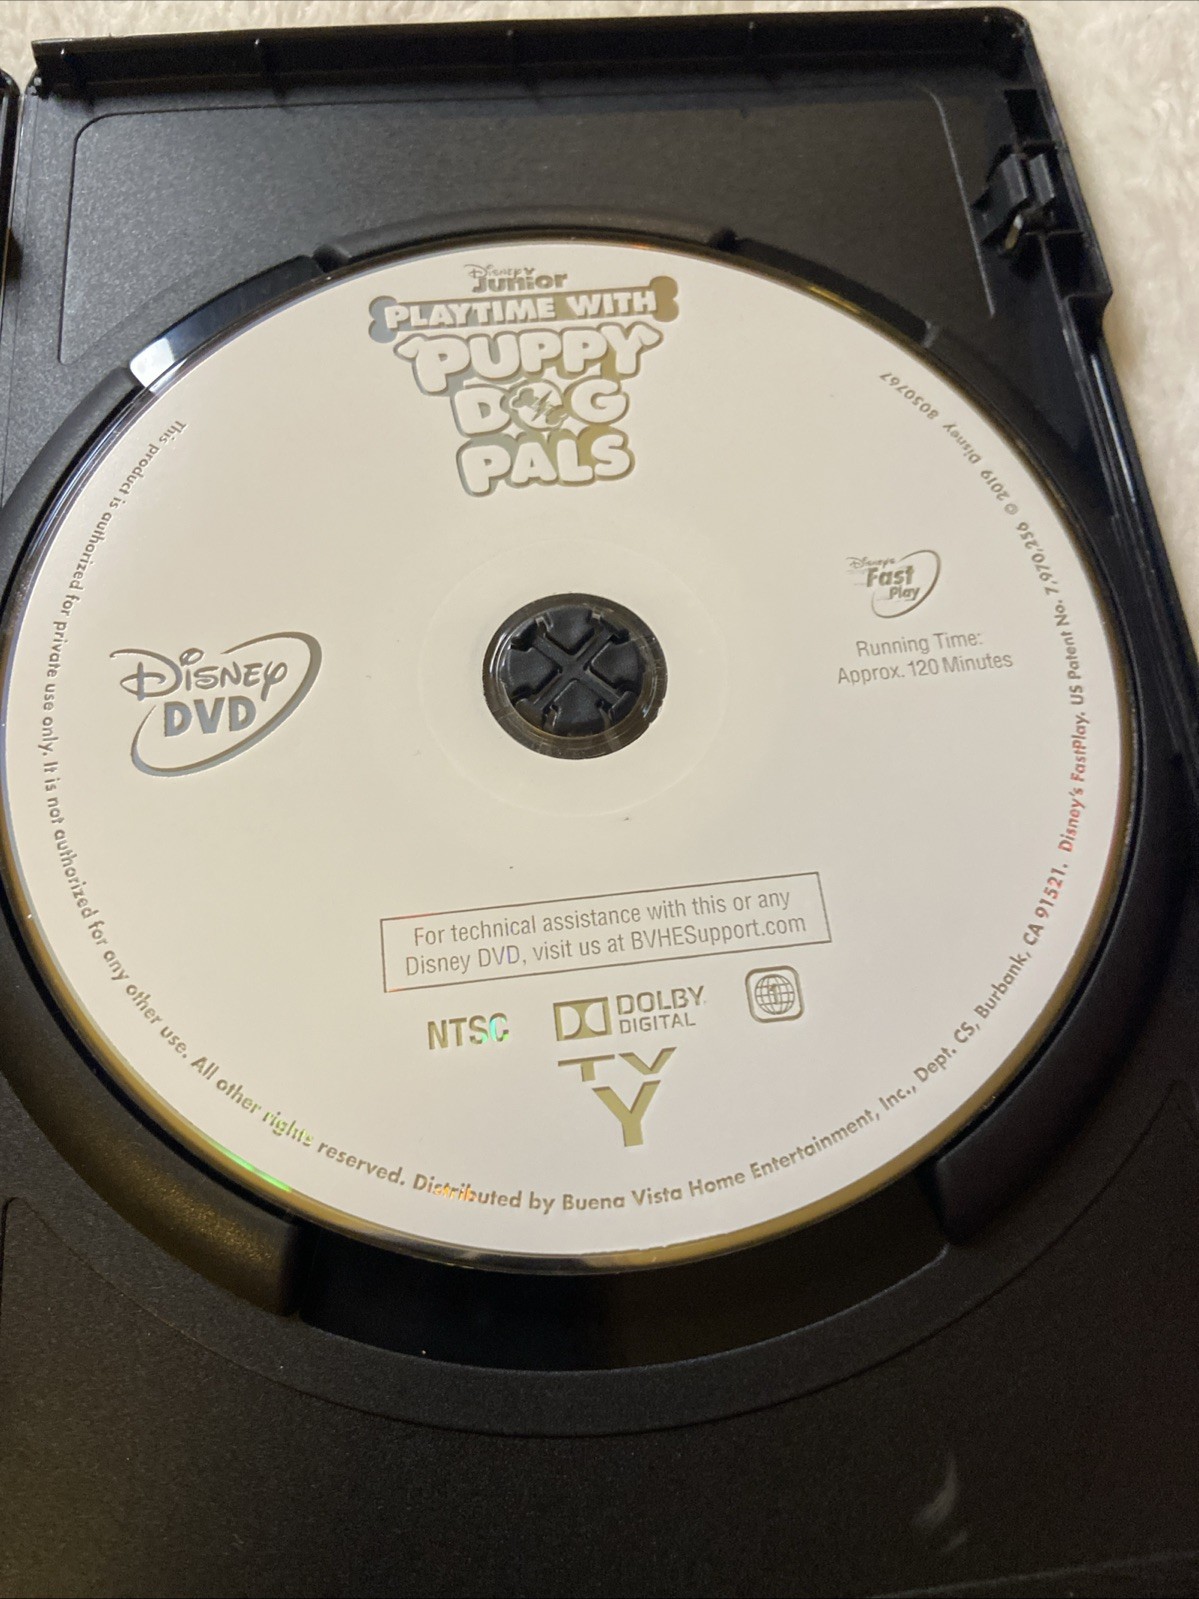 Disney
Junior
PLAYTIME WITH
PUPPY
DOG
PALS
Disney's
Fast
Play
Running Time:
Approx. 120 Minutes
Disney
DVD
For technical assistance with this or any
Disney DVD, visit us at BVHESupport.com
NTSC
DOLBY
DIGITAL
1
TV
Y
This product is authorized for private use only. It is not authorized for any other use. All other rights reserved. Distributed by Buena Vista Home Entertainment, Inc., Dept. CS, Burbank, CA 91521. Disney's FastPlay. US Patent No. 7,970,256 © 2019 Disney 8050767